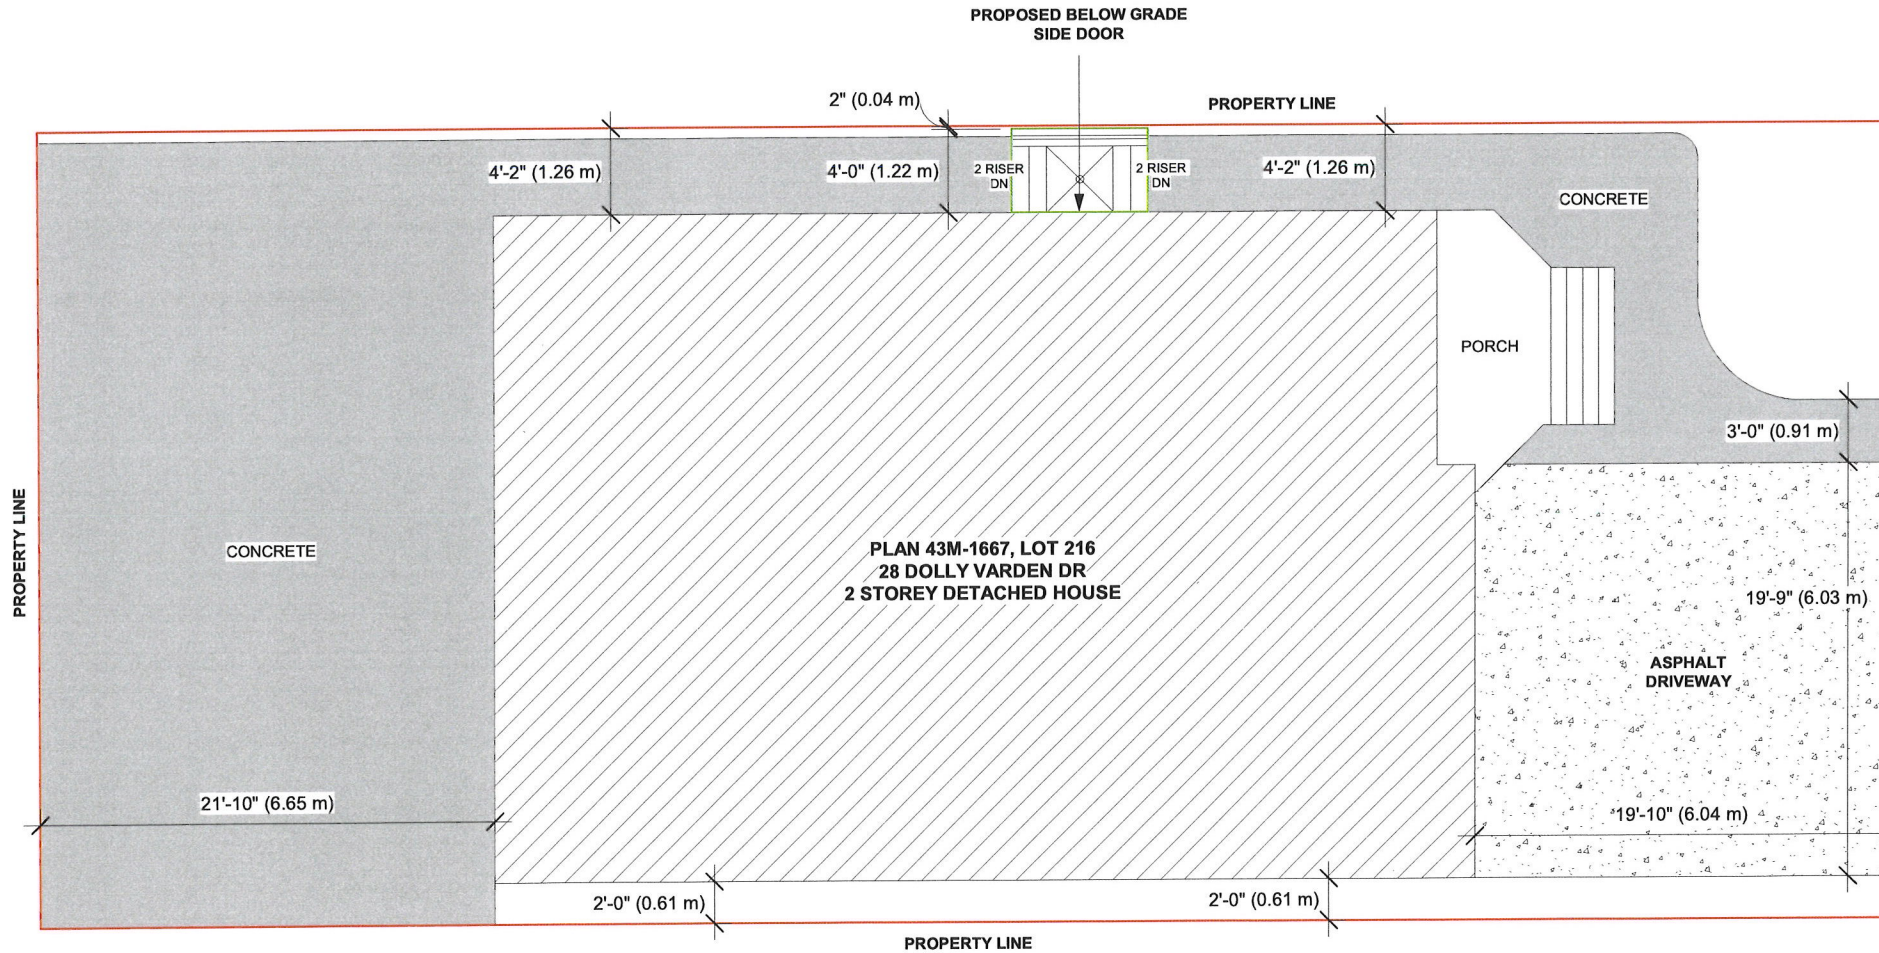 PROPOSED BELOW GRADE
SIDE DOOR
2" (0.04 m)
PROPERTY LINE
4'-2" (1.26 m)
4'-0" (1.22 m)
2 RISER
DN
2 RISER
DN
4'-2" (1.26 m)
CONCRETE
PORCH
3'-0" (0.91 m)
PROPERTY LINE
CONCRETE
PLAN 43M-1667, LOT 216
28 DOLLY VARDEN DR
2 STOREY DETACHED HOUSE
19'-9" (6.03 m)
ASPHALT
DRIVEWAY
21'-10" (6.65 m)
19'-10" (6.04 m)
2'-0" (0.61 m)
2'-0" (0.61 m)
PROPERTY LINE